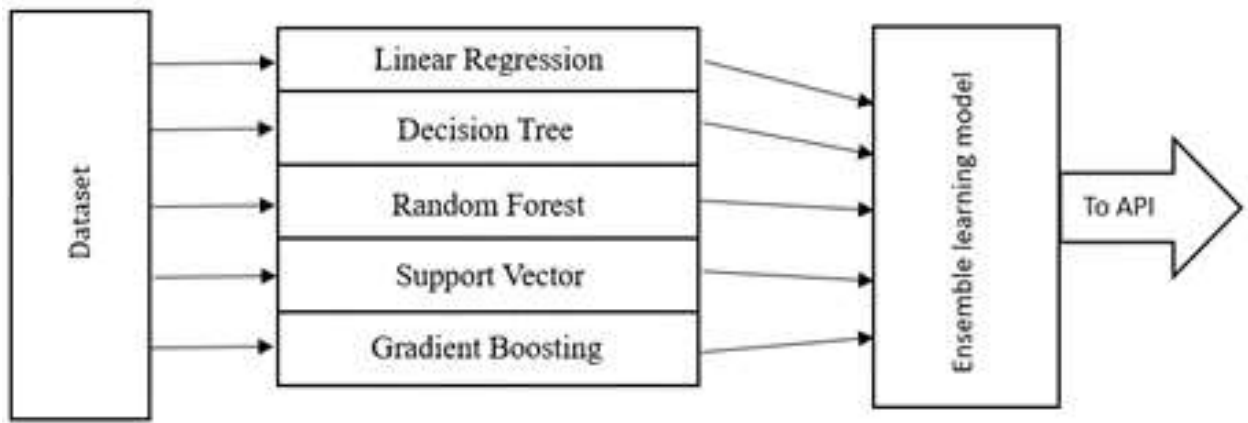 Dataset
Linear Regression
Decision Tree
Random Forest
Support Vector
Gradient Boosting
Ensemble learning model
To API